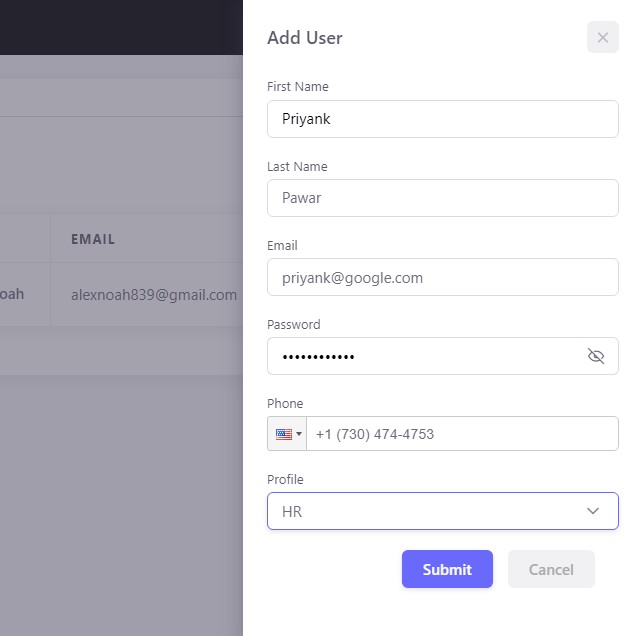 Add User
First Name
Priyank
Last Name
Pawar
Email
priyank@google.com
Password
••••••••••••
Phone
+1 (730) 474-4753
Profile
HR
Submit Cancel
EMAIL
oah alexnoah839@gmail.com